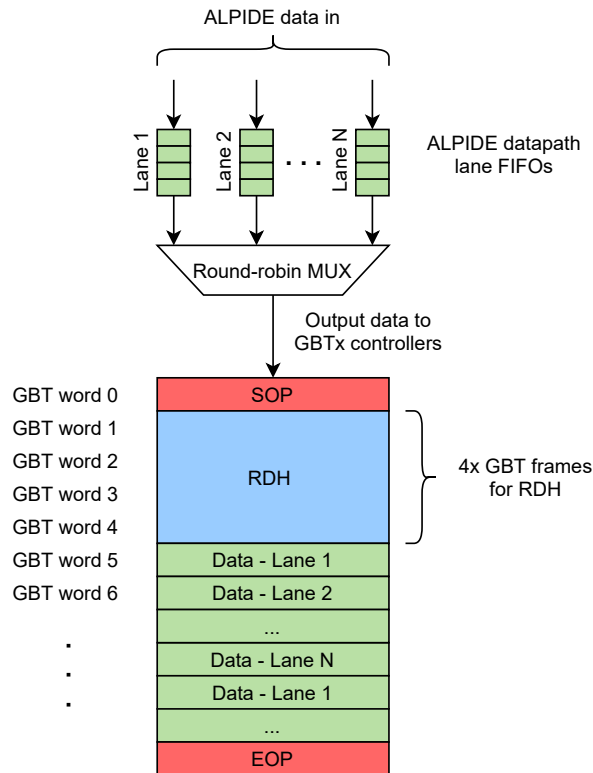 ALPIDE data in
Lane 1
Lane 2
. . .
Lane N
ALPIDE datapath
lane FIFOs
Round-robin MUX
Output data to
GBTx controllers
GBT word 0
SOP
GBT word 1
GBT word 2
GBT word 3
GBT word 4
RDH
4x GBT frames
for RDH
GBT word 5
Data - Lane 1
GBT word 6
Data - Lane 2
...
Data - Lane N
Data - Lane 1
...
.
.
.
EOP